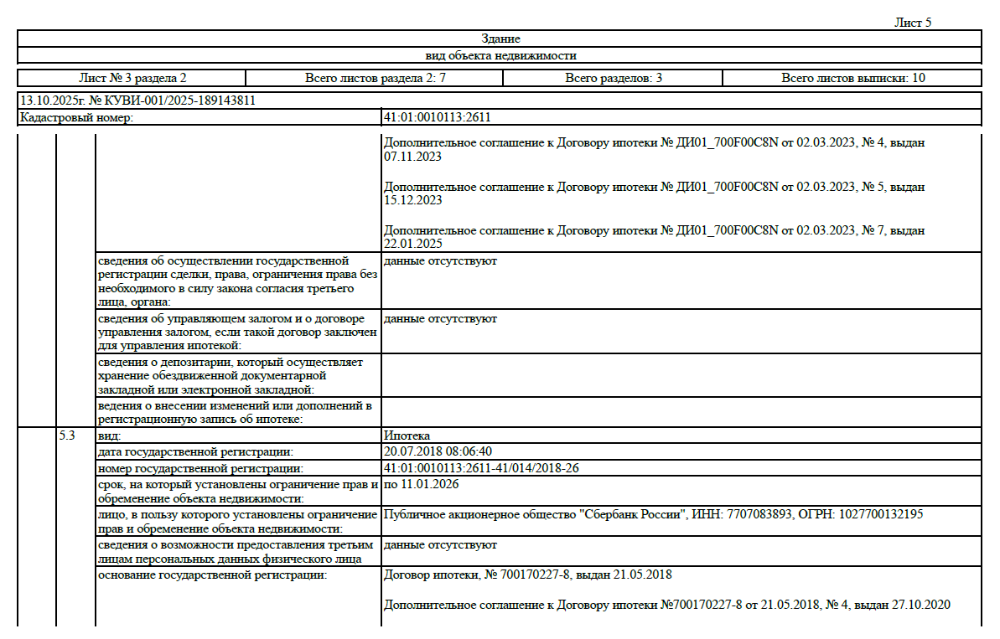 Лист 5
Здание
вид объекта недвижимости
Лист № 3 раздела 2
Всего листов раздела 2: 7
Всего разделов: 3
Всего листов выписки: 10
13.10.2025г. № КУВИ-001/2025-189143811
Кадастровый номер:
41:01:0010113:2611
Дополнительное соглашение к Договору ипотеки № ДИ01_700F00C8N от 02.03.2023, № 4, выдан
07.11.2023
Дополнительное соглашение к Договору ипотеки № ДИ01_700F00C8N от 02.03.2023, № 5, выдан
15.12.2023
Дополнительное соглашение к Договору ипотеки № ДИ01_700F00C8N от 02.03.2023, № 7, выдан
22.01.2025
сведения об осуществлении государственной
регистрации сделки, права, ограничения права без
необходимого в силу закона согласия третьего
лица, органа:
данные отсутствуют
сведения об управляющем залогом и о договоре
управления залогом, если такой договор заключен
для управления ипотекой:
данные отсутствуют
сведения о депозитарии, который осуществляет
хранение обездвиженной документарной
закладной или электронной закладной:
ведения о внесении изменений или дополнений в
регистрационную запись об ипотеке:
5.3
вид:
Ипотека
дата государственной регистрации:
20.07.2018 08:06:40
номер государственной регистрации:
41:01:0010113:2611-41/014/2018-26
срок, на который установлены ограничение прав и
обременение объекта недвижимости:
по 11.01.2026
лицо, в пользу которого установлены ограничение
прав и обременение объекта недвижимости:
Публичное акционерное общество "Сбербанк России", ИНН: 7707083893, ОГРН: 1027700132195
сведения о возможности предоставления третьим
лицам персональных данных физического лица
данные отсутствуют
основание государственной регистрации:
Договор ипотеки, № 700170227-8, выдан 21.05.2018
Дополнительное соглашение к Договору ипотеки №700170227-8 от 21.05.2018, № 4, выдан 27.10.2020